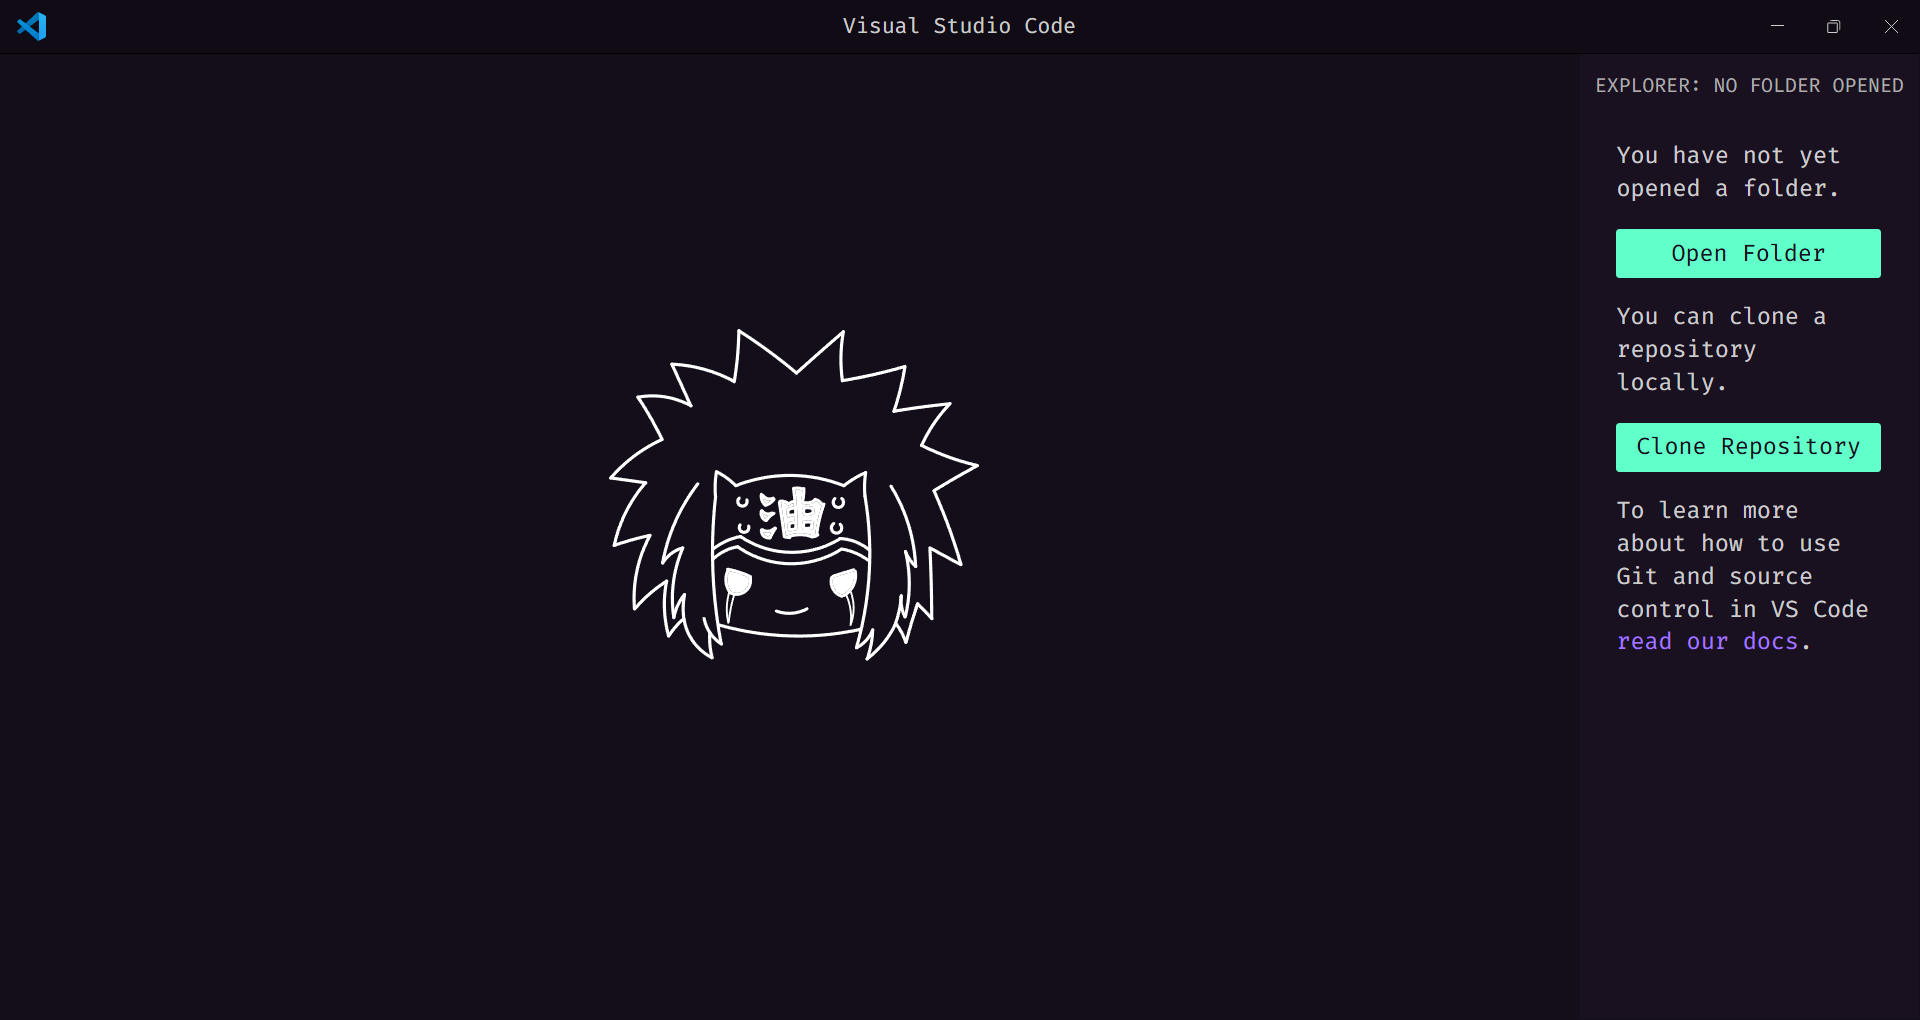 Visual Studio Code
EXPLORER: NO FOLDER OPENED
You have not yet
opened a folder.
Open Folder
You can clone a
repository
locally.
Clone Repository
To learn more
about how to use
Git and source
control in VS Code
read our docs.
油